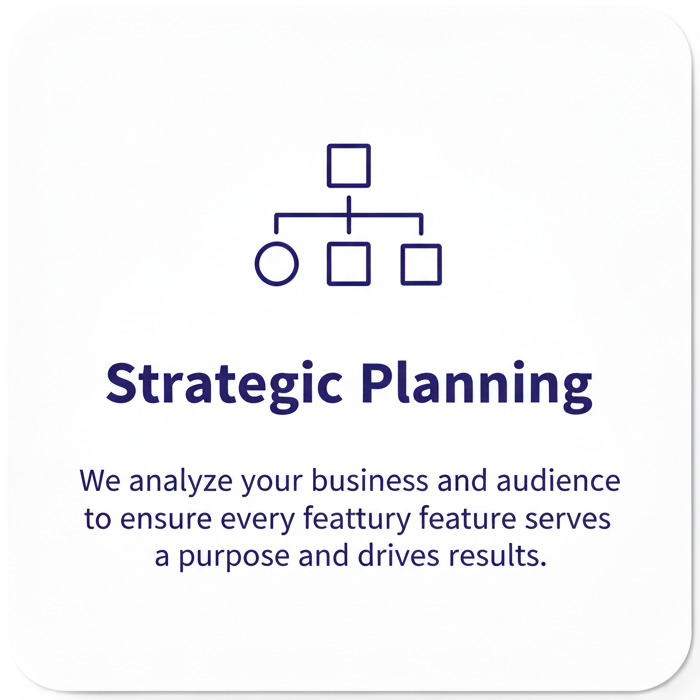 Strategic Planning
We analyze your business and audience
to ensure every feattury feature serves
a purpose and drives results.